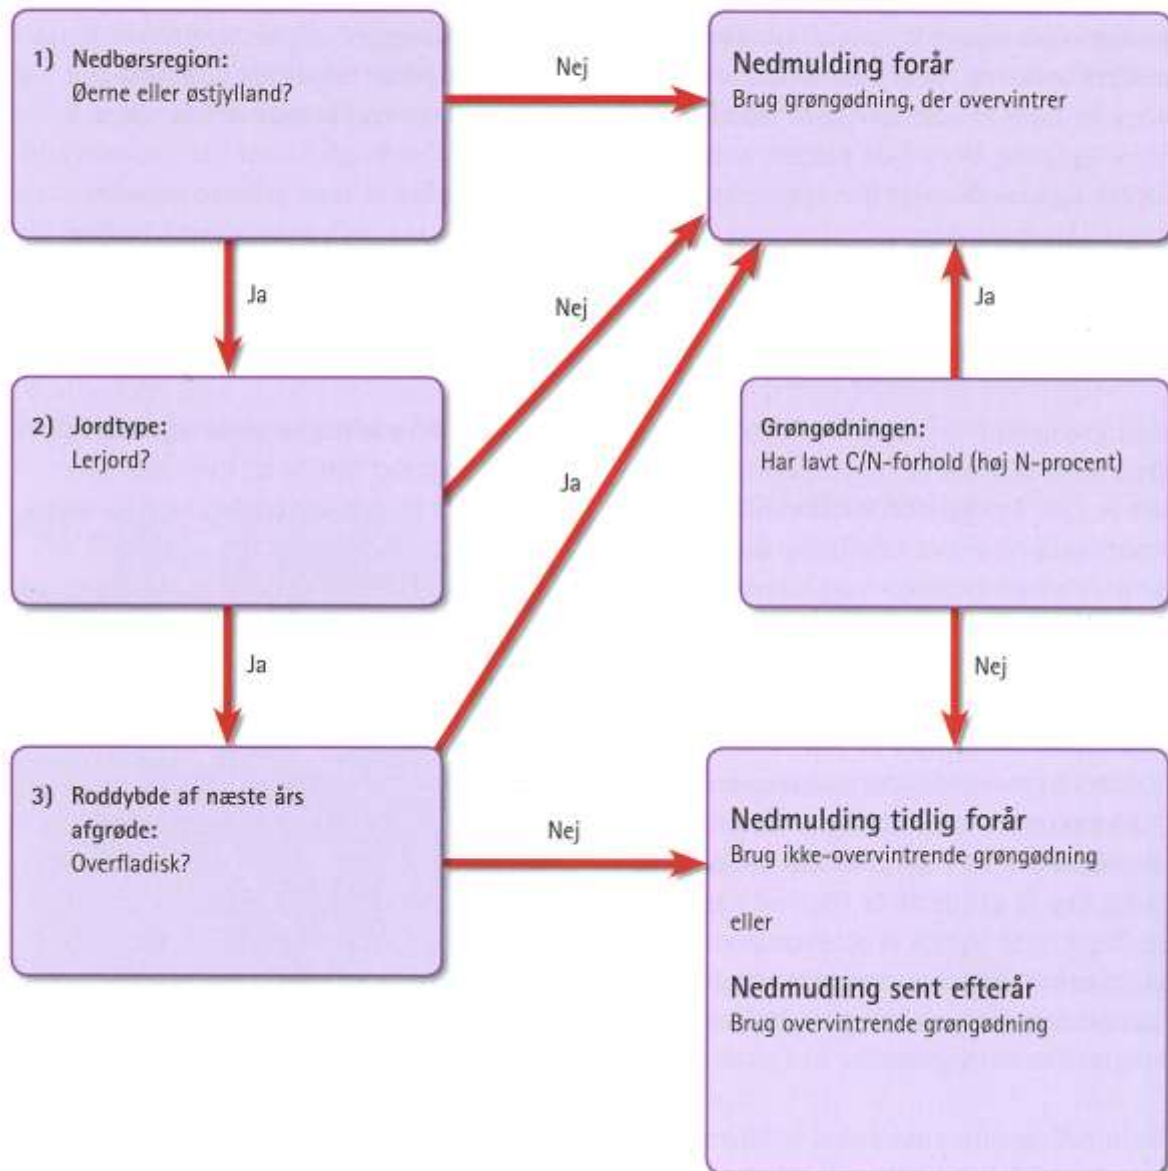 1) Nedbørsregion:
Øerne eller østjylland?
Nej
Nedmulding forår
Brug grøngødning, der overvintrer
Ja
Nej
Ja
2) Jordtype:
Lerjord?
Ja
Grøngødningen:
Har lavt C/N-forhold (høj N-procent)
Ja
Nej
3) Roddybde af næste års
afgrøde:
Overfladisk?
Nej
Nedmulding tidlig forår
Brug ikke-overvintrende grøngødning
eller
Nedmudling sent efterår
Brug overvintrende grøngødning